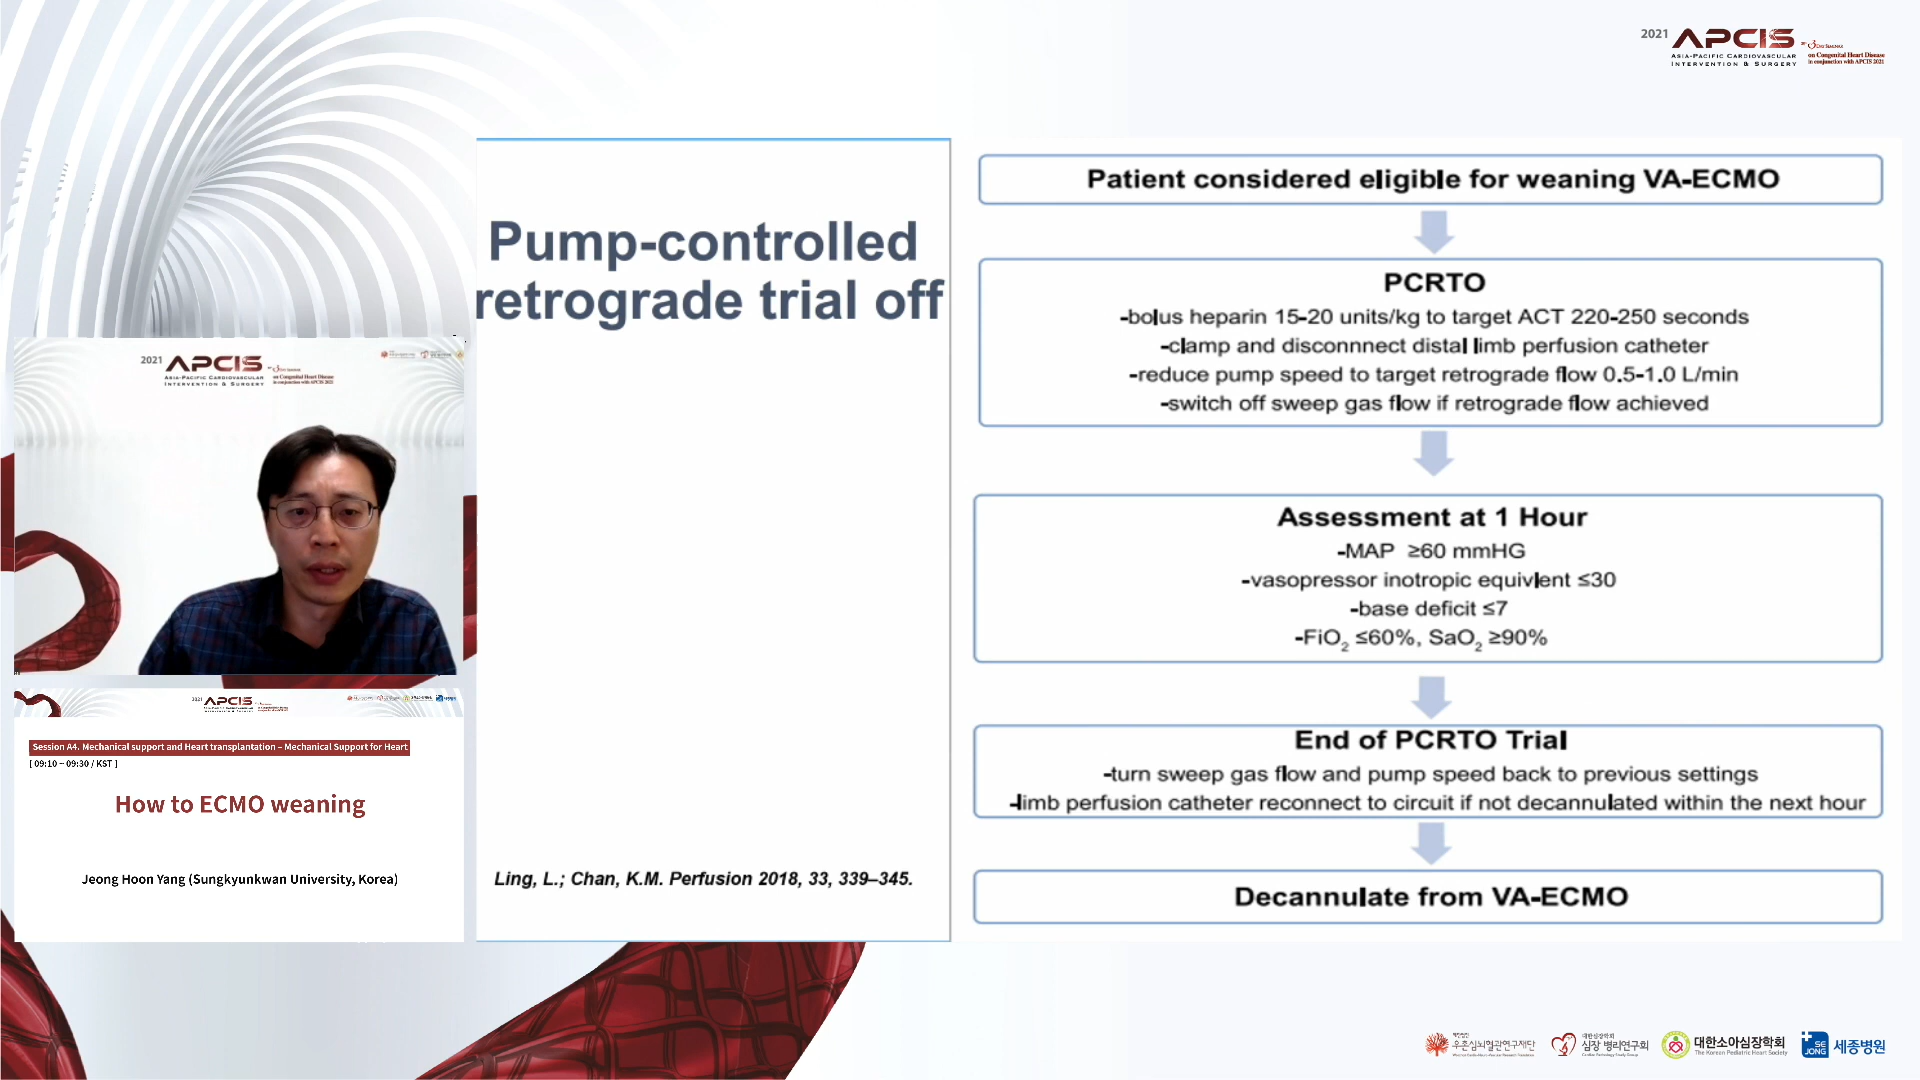 2021 APCIS
ASIA-PACIFIC CARDIOVASCULAR
INTERVENTION & SURGERY
on Congenital Heart Disease
in conjunction with APCIS 2021
Pump-controlled
retrograde trial off
Ling, L.; Chan, K.M. Perfusion 2018, 33, 339–345.
Patient considered eligible for weaning VA-ECMO
PCRTO
-bolus heparin 15-20 units/kg to target ACT 220-250 seconds
-clamp and disconnnect distal limb perfusion catheter
-reduce pump speed to target retrograde flow 0.5-1.0 L/min
-switch off sweep gas flow if retrograde flow achieved
Assessment at 1 Hour
-MAP ≥60 mmHG
-vasopressor inotropic equivlent ≤30
-base deficit ≤7
-FiO2 ≤60%, SaO2 ≥90%
End of PCRTO Trial
-turn sweep gas flow and pump speed back to previous settings
-limb perfusion catheter reconnect to circuit if not decannulated within the next hour
Decannulate from VA-ECMO
2021 APCIS
ASIA-PACIFIC CARDIOVASCULAR
INTERVENTION & SURGERY
on Congenital Heart Disease
in conjunction with APCIS 2021
2021 APCIS
Session A4. Mechanical support and Heart transplantation – Mechanical Support for Heart
[ 09:10 – 09:30 / KST ]
How to ECMO weaning
Jeong Hoon Yang (Sungkyunkwan University, Korea)
우촌심뇌혈관연구재단
대한심장학회
심장 병리연구회
Cardiac Pathology Study Group
대한소아심장학회
The Korean Pediatric Heart Society
SEJONG 세종병원